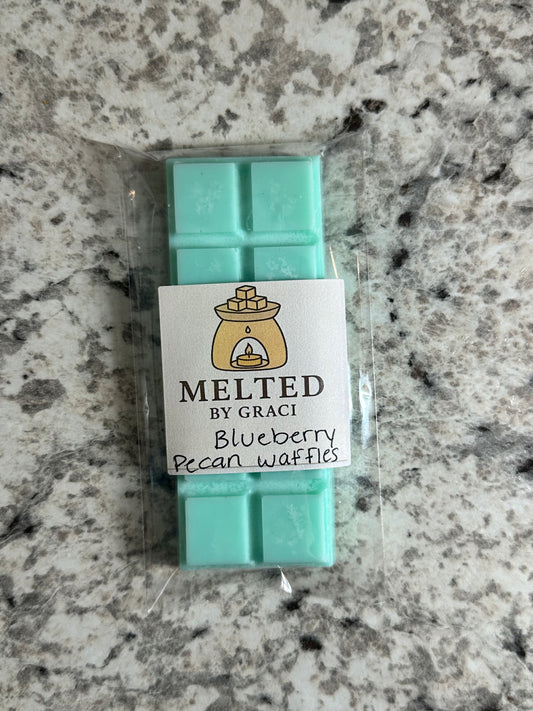 MELTED
BY GRACI
Blueberry
Pecan waffles